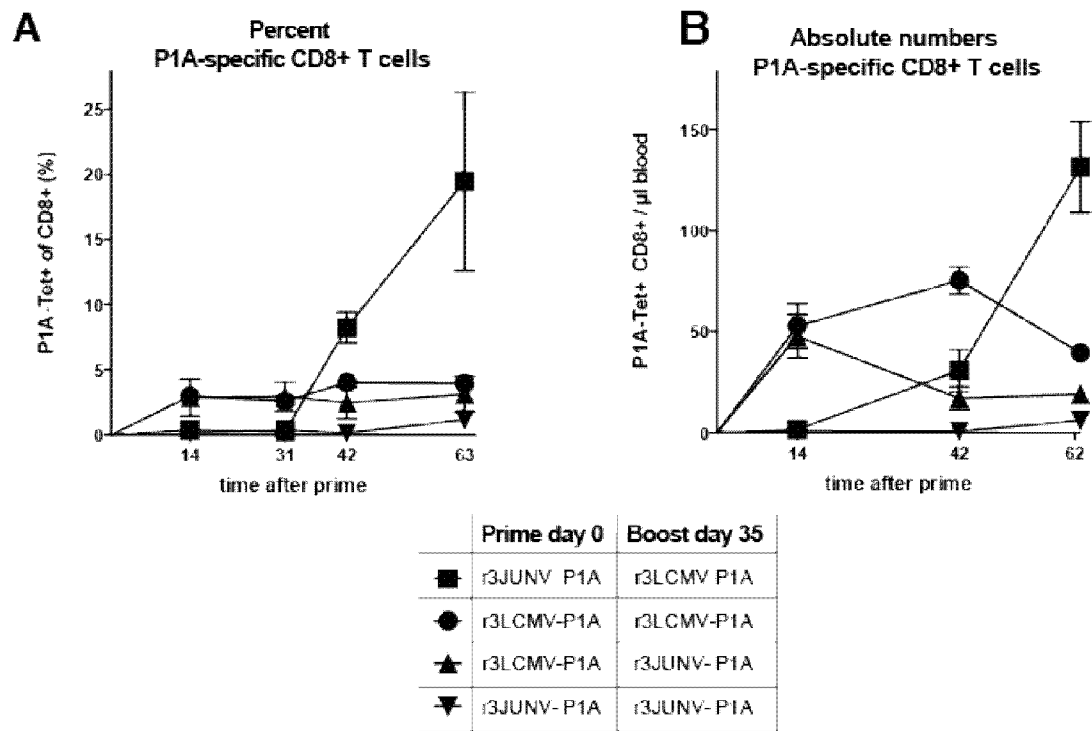 A
Percent
P1A-specific CD8+ T cells
P1A-Tet+ of CD8+ (%)
25
20
15
10
5
0
14
31
42
63
time after prime
B
Absolute numbers
P1A-specific CD8+ T cells
P1A-Tet+ CD8+ / µl blood
150
100
50
0
14
42
62
time after prime
Prime day 0 Boost day 35
r3JUNV-P1A r3LCMV-P1A
r3LCMV-P1A r3LCMV-P1A
r3LCMV-P1A r3JUNV-P1A
r3JUNV-P1A r3JUNV-P1A